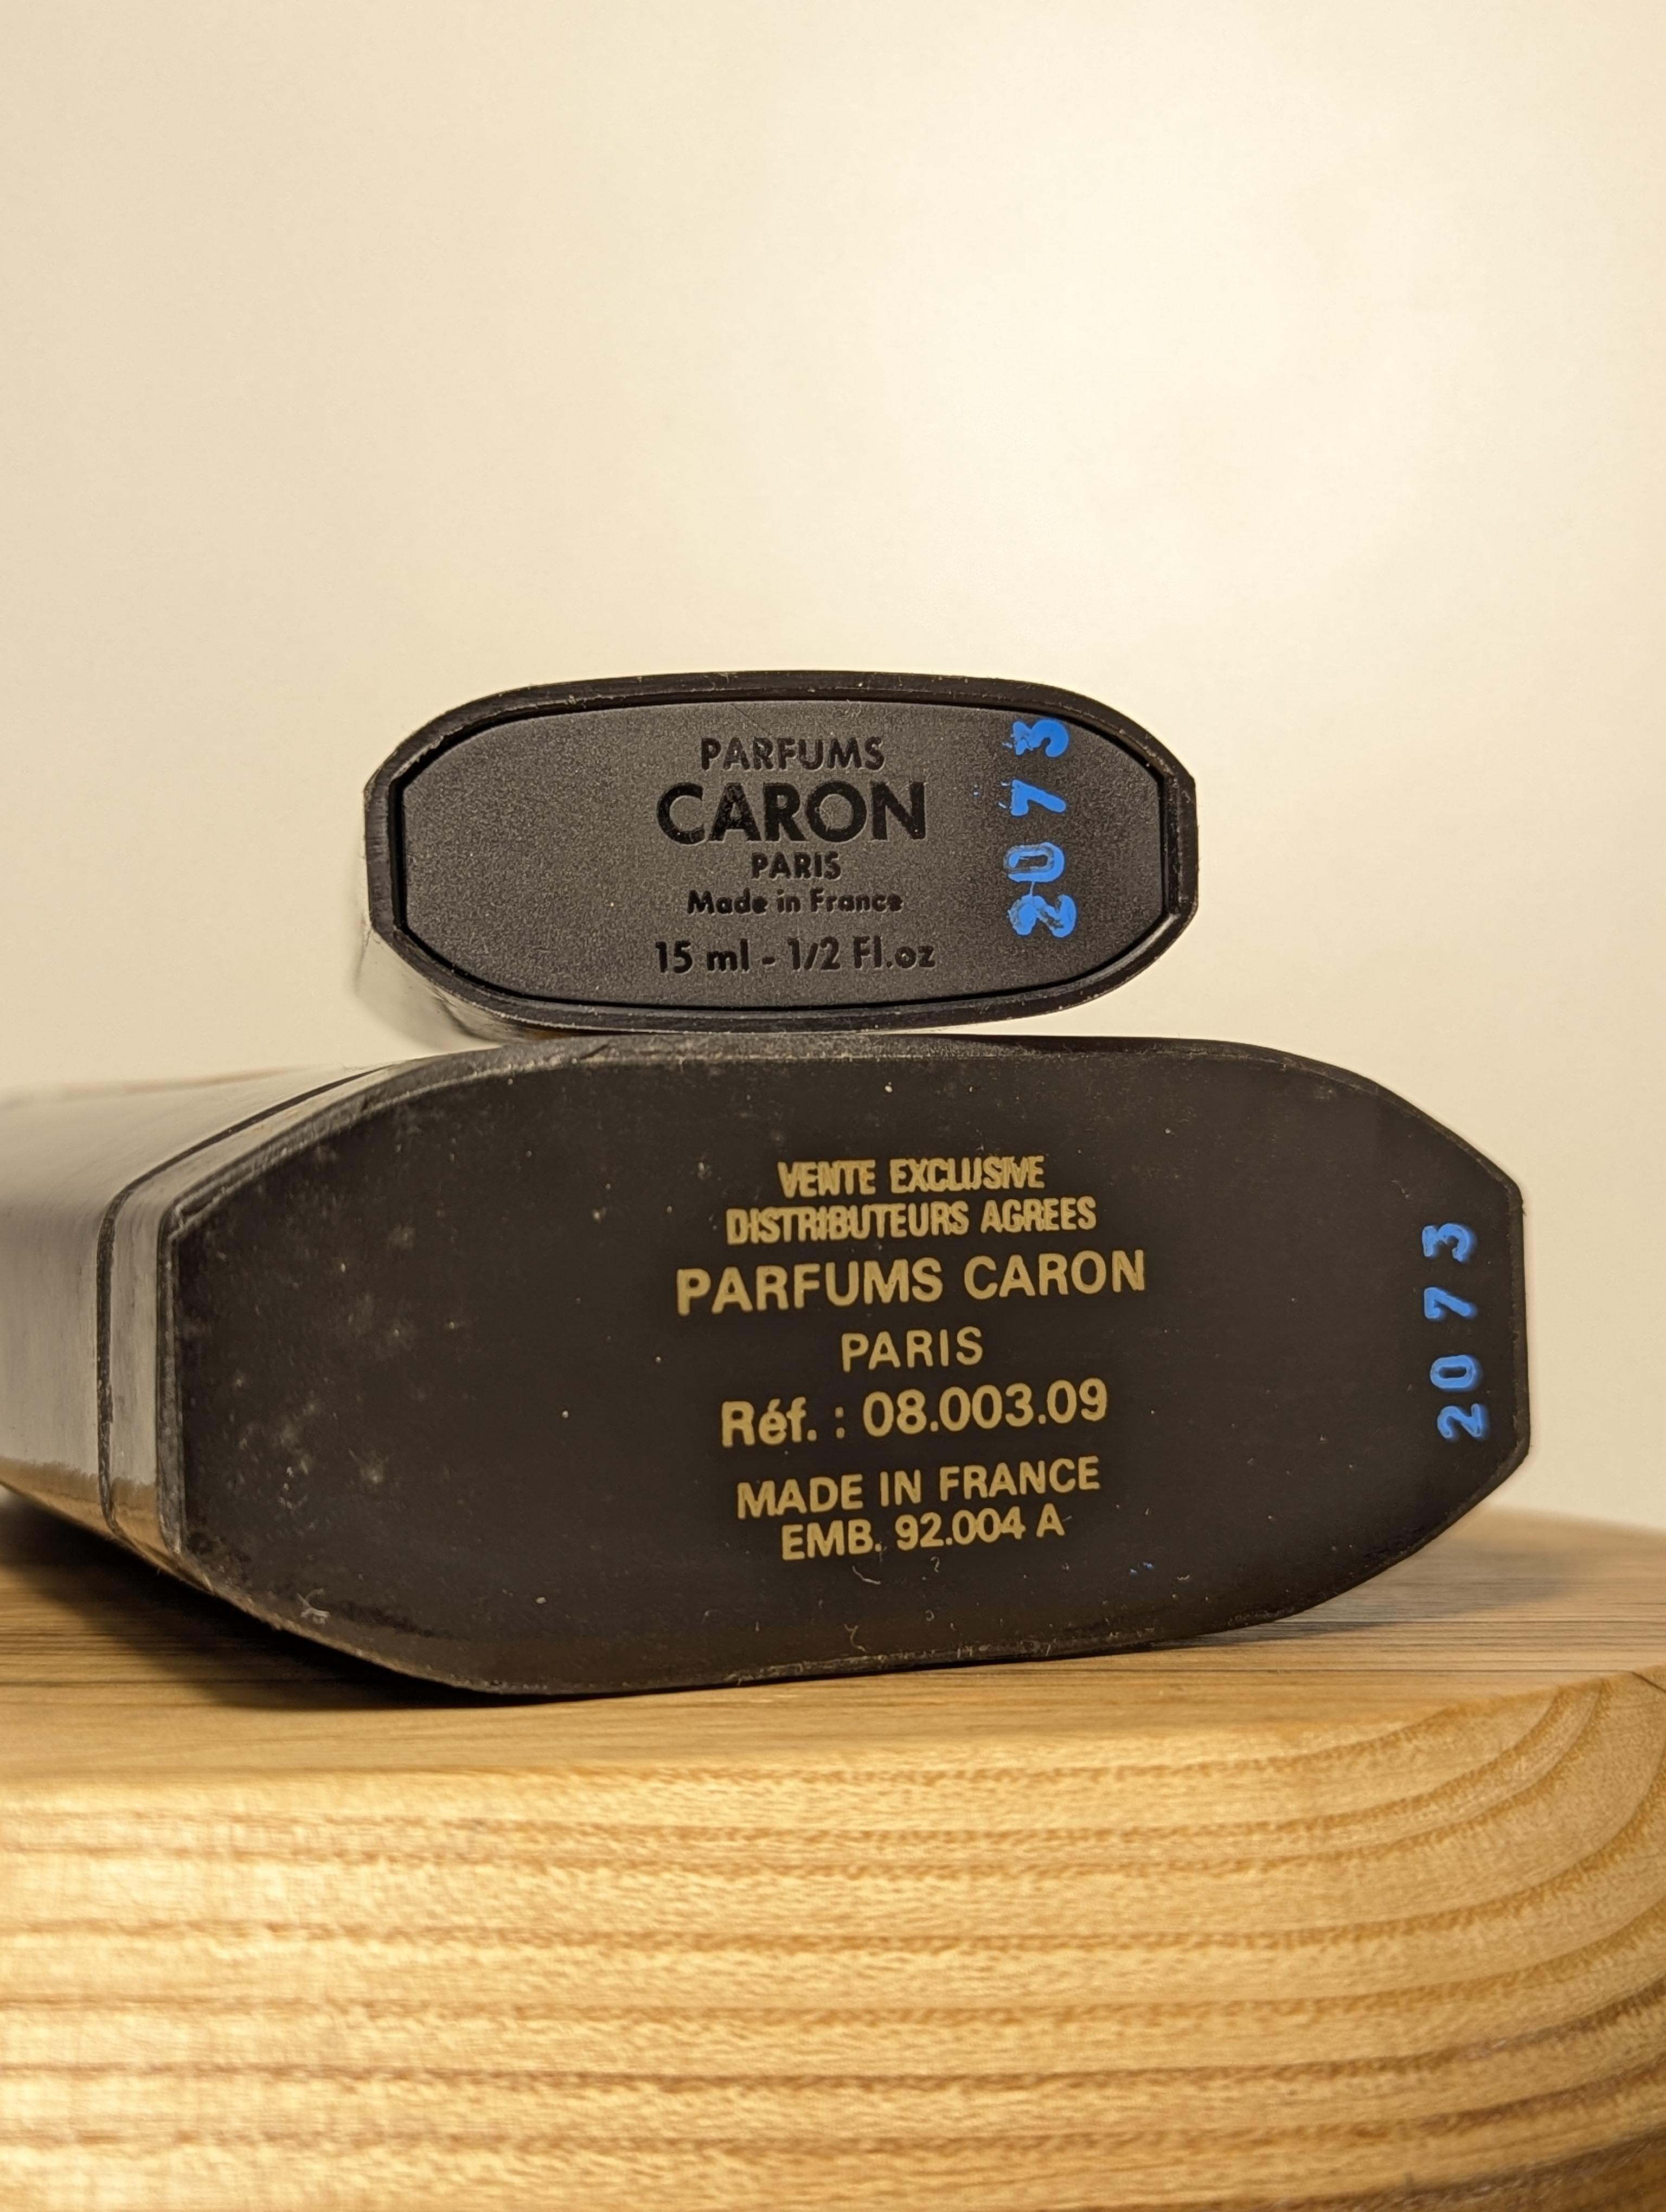 PARFUMS
CARON
PARIS
Made in France
15 ml - 1/2 Fl.oz
2073
VENTE EXCLUSIVE
DISTRIBUTEURS AGREES
PARFUMS CARON
PARIS
Réf. : 08.003.09
MADE IN FRANCE
EMB. 92.004 A
2073